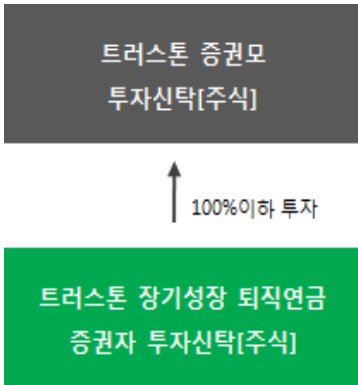 트러스톤 증권모
투자신탁[주식]
100%이하 투자
트러스톤 장기성장 퇴직연금
증권자 투자신탁[주식]